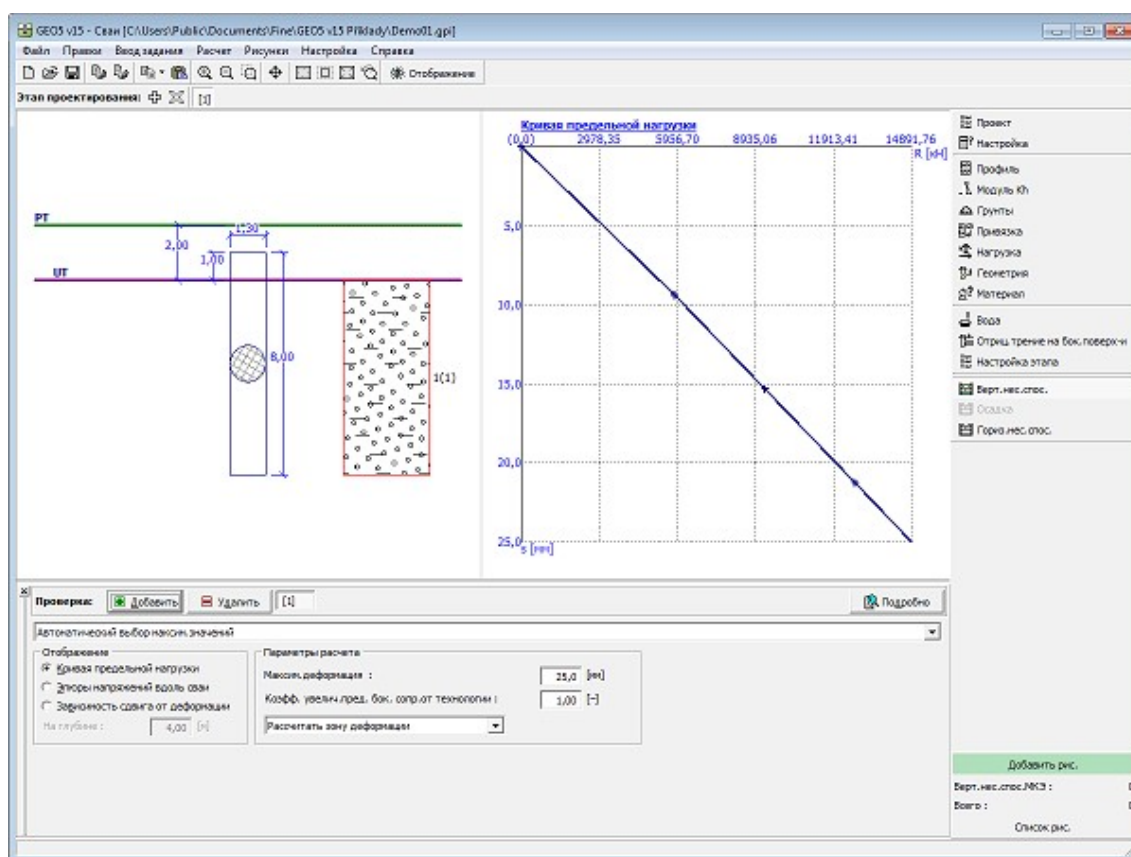 GEO5 v15 - Сваи [C:\Users\Public\Documents\Fine\GEO5 v15 Příklady\Demo01.gpi]
Файл Правки Ввод задания Расчет Рисунки Настройка Справка
Отображение
Этап проектирования: [1]
Кривая предельной нагрузки
(0,0) 2978,35 5956,70 8935,06 11913,41 14891,76
R [кН]
5,0
10,0
15,0
20,0
25,0
s [мм]
РТ
1,30
2,00
1,00
UT
8,00
1(1)
Проект
Настройка
Профиль
Модуль Kh
Грунты
Привязка
Нагрузка
Геометрия
Материал
Вода
Отриц.трение на бок.поверх-и
Настройка этапа
Верт.нес.спос.
Осадка
Гориз.нес.спос.
Проверка: Добавить Удалить [1] Подробно
Автоматический выбор максим.значений
Отображение
Кривая предельной нагрузки
Эпюры напряжений вдоль сваи
Зависимость сдвига от деформации
На глубине : 4,00 [м]
Параметры расчета
Максим.деформация : 25,0 [мм]
Коэфф. увелич.пред. бок. сопр.от технологии : 1,00 [-]
Рассчитать зону деформации
Добавить рис.
Верт.нес.спос.МКЭ :
Всего :
Список рис.